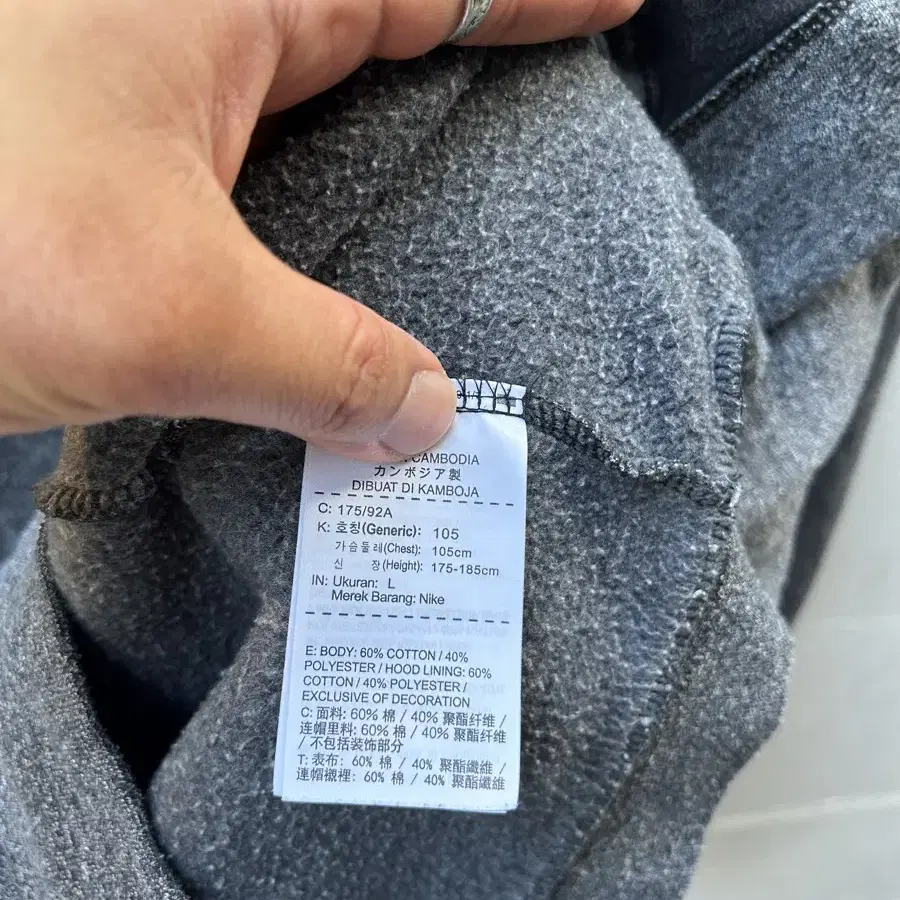 CAMBODIA
カンボジア製
DIBUAT DI KAMBOJA
C: 175/92A
K: 호칭(Generic): 105
가슴둘레(Chest): 105cm
신 장(Height): 175-185cm
IN: Ukuran: L
Merek Barang: Nike
E: BODY: 60% COTTON / 40%
POLYESTER / HOOD LINING: 60%
COTTON / 40% POLYESTER /
EXCLUSIVE OF DECORATION
C: 面料: 60% 棉 / 40% 聚酯纤维 /
连帽里料: 60% 棉 / 40% 聚酯纤维
/ 不包括装饰部分
T: 表布: 60% 棉 / 40% 聚酯纖維 /
連帽襯裡: 60% 棉 / 40% 聚酯纖維